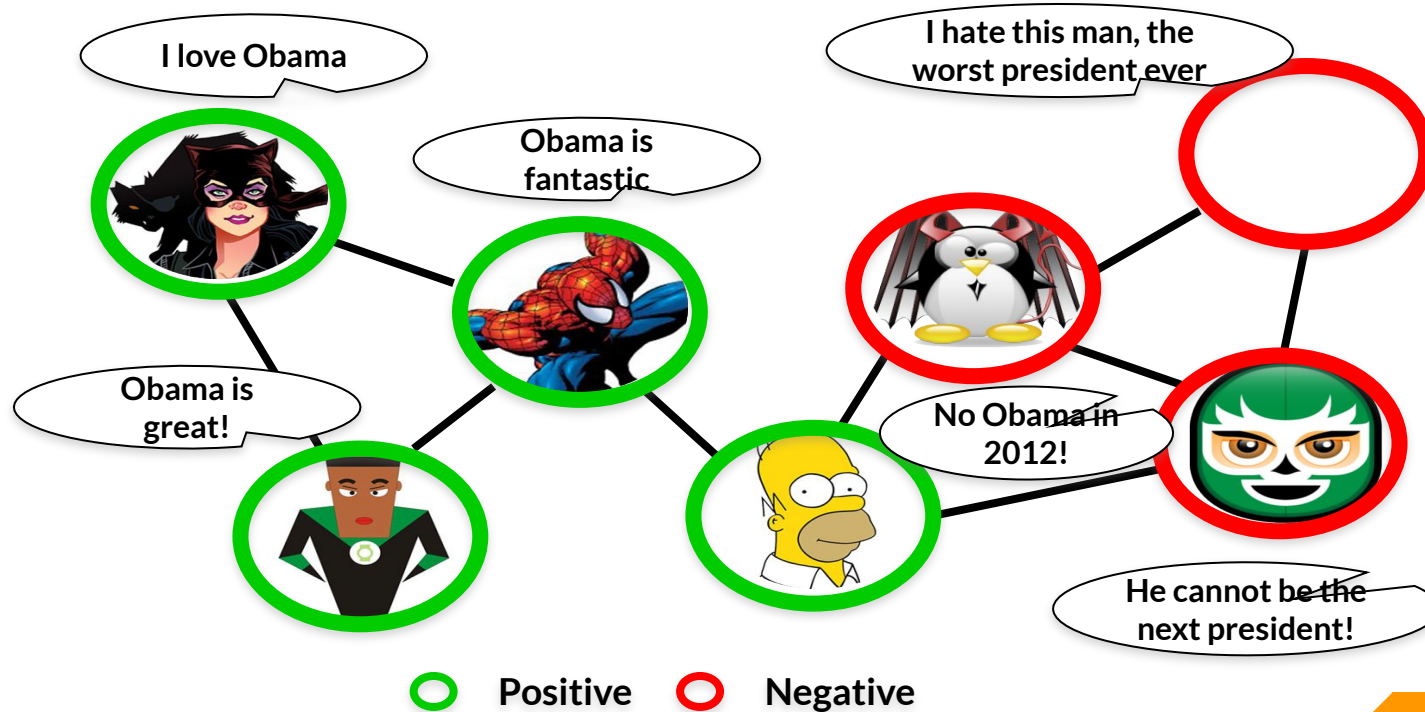 I love Obama
I hate this man, the
worst president ever
Obama is
fantastic
Obama is
great!
No Obama in
2012!
He cannot be the
next president!
Positive
Negative